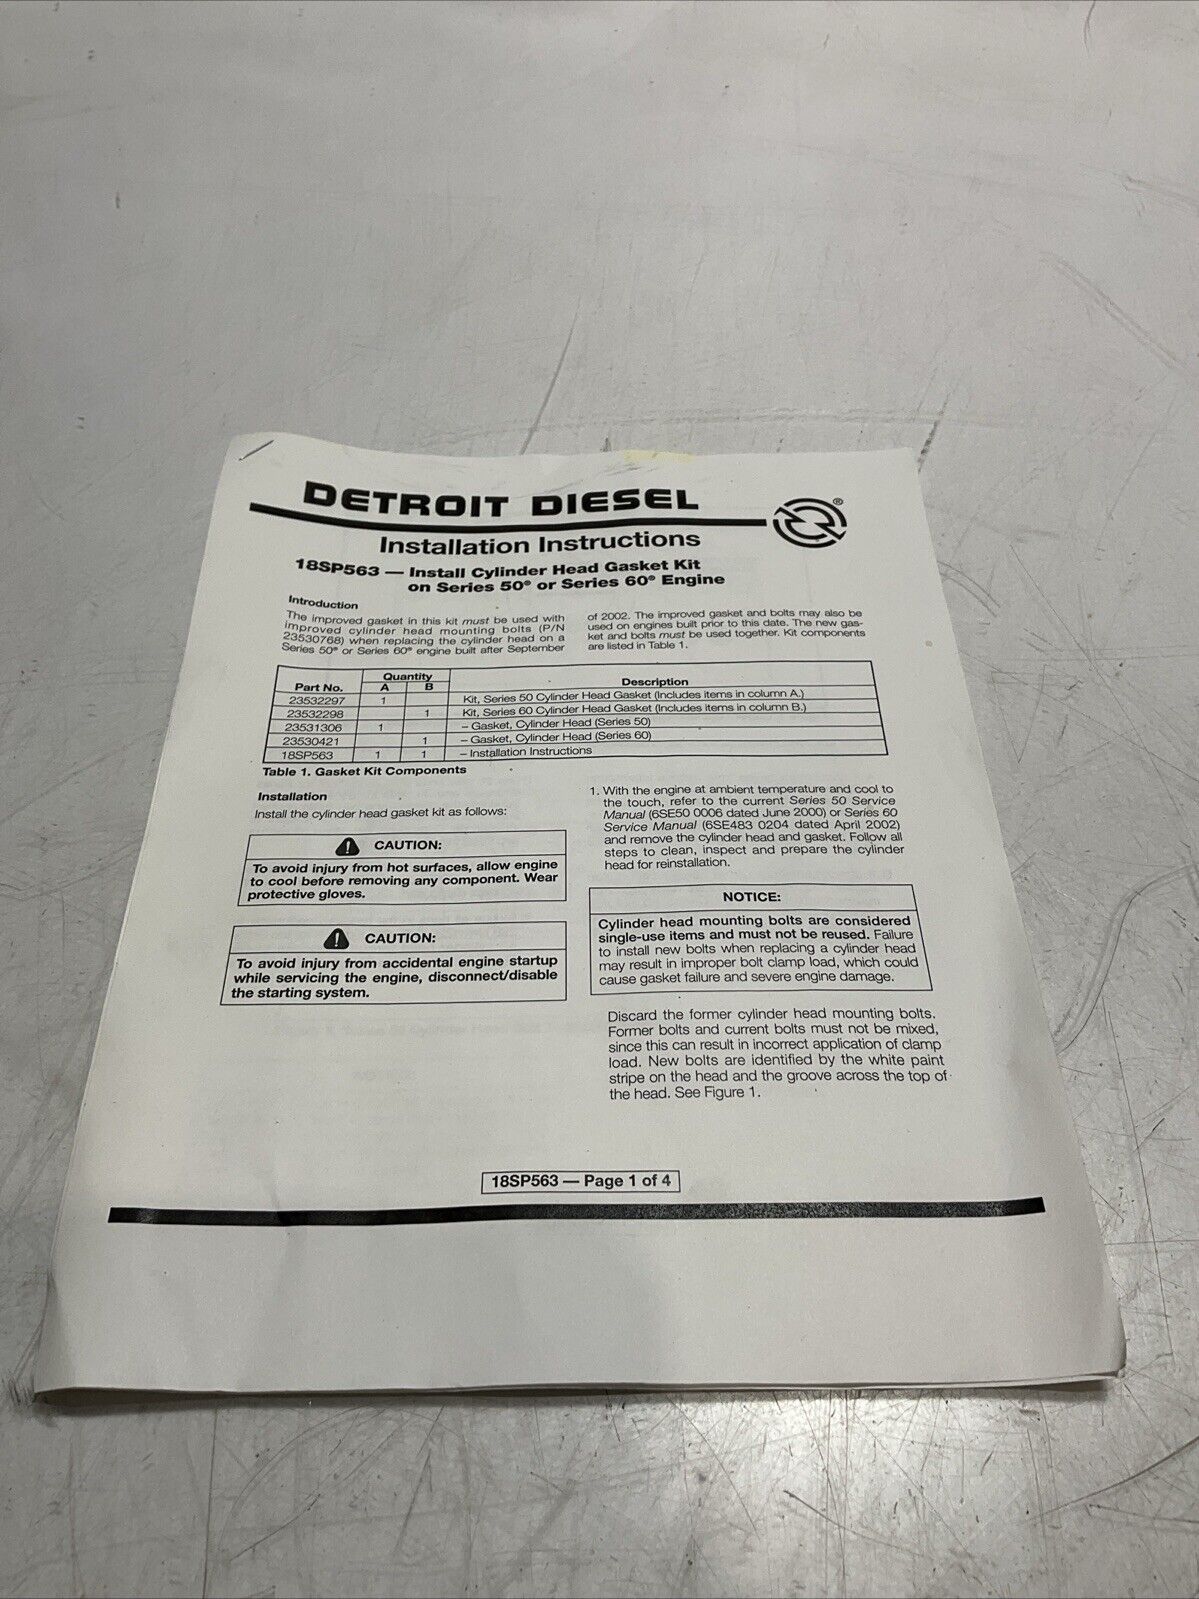 DETROIT DIESEL
®
Installation Instructions
18SP563 — Install Cylinder Head Gasket Kit
on Series 50® or Series 60® Engine
Introduction
The improved gasket in this kit must be used with
improved cylinder head mounting bolts (P/N
23530768) when replacing the cylinder head on a
Series 50® or Series 60® engine built after September
of 2002. The improved gasket and bolts may also be
used on engines built prior to this date. The new gas-
ket and bolts must be used together. Kit components
are listed in Table 1.
Quantity
Part No. A B Description
23532297 1 Kit, Series 50 Cylinder Head Gasket (Includes items in column A.)
23532298 1 Kit, Series 60 Cylinder Head Gasket (Includes items in column B.)
23531306 1 – Gasket, Cylinder Head (Series 50)
23530421 1 – Gasket, Cylinder Head (Series 60)
18SP563 1 1 – Installation Instructions
Table 1. Gasket Kit Components
Installation
Install the cylinder head gasket kit as follows:
CAUTION:
To avoid injury from hot surfaces, allow engine
to cool before removing any component. Wear
protective gloves.
CAUTION:
To avoid injury from accidental engine startup
while servicing the engine, disconnect/disable
the starting system.
1. With the engine at ambient temperature and cool to
the touch, refer to the current Series 50 Service
Manual (6SE50 0006 dated June 2000) or Series 60
Service Manual (6SE483 0204 dated April 2002)
and remove the cylinder head and gasket. Follow all
steps to clean, inspect and prepare the cylinder
head for reinstallation.
NOTICE:
Cylinder head mounting bolts are considered
single-use items and must not be reused. Failure
to install new bolts when replacing a cylinder head
may result in improper bolt clamp load, which could
cause gasket failure and severe engine damage.
Discard the former cylinder head mounting bolts.
Former bolts and current bolts must not be mixed,
since this can result in incorrect application of clamp
load. New bolts are identified by the white paint
stripe on the head and the groove across the top of
the head. See Figure 1.
18SP563 — Page 1 of 4